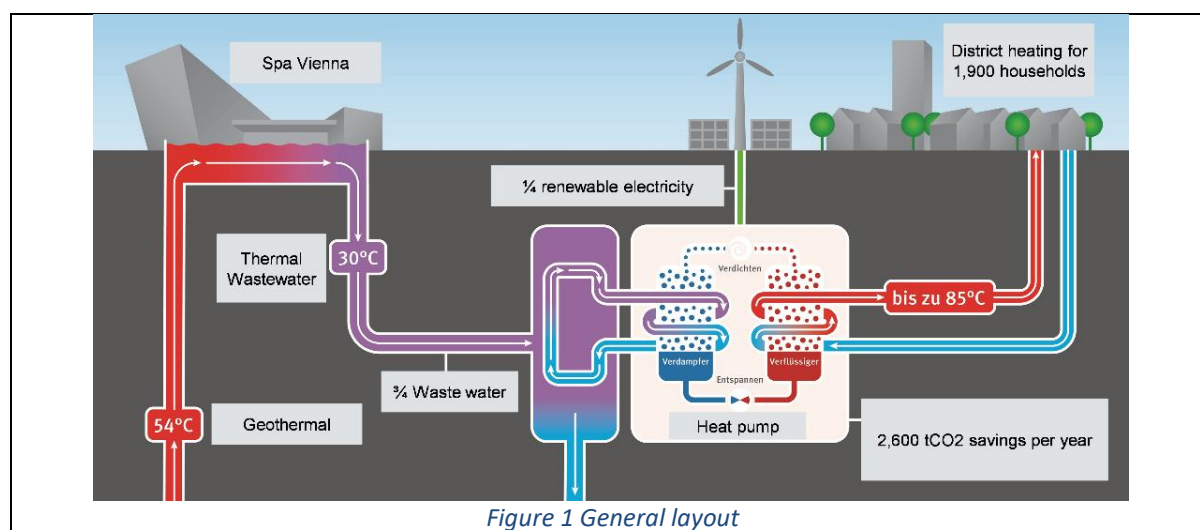 Spa Vienna
District heating for
1,900 households
¼ renewable electricity
Thermal
Wastewater
30°C
Verdichten
bis zu 85°C
Verdampfer
Verflüssiger
Entspannen
¾ Waste water
54°C
Geothermal
Heat pump
2,600 tCO2 savings per year
Figure 1 General layout